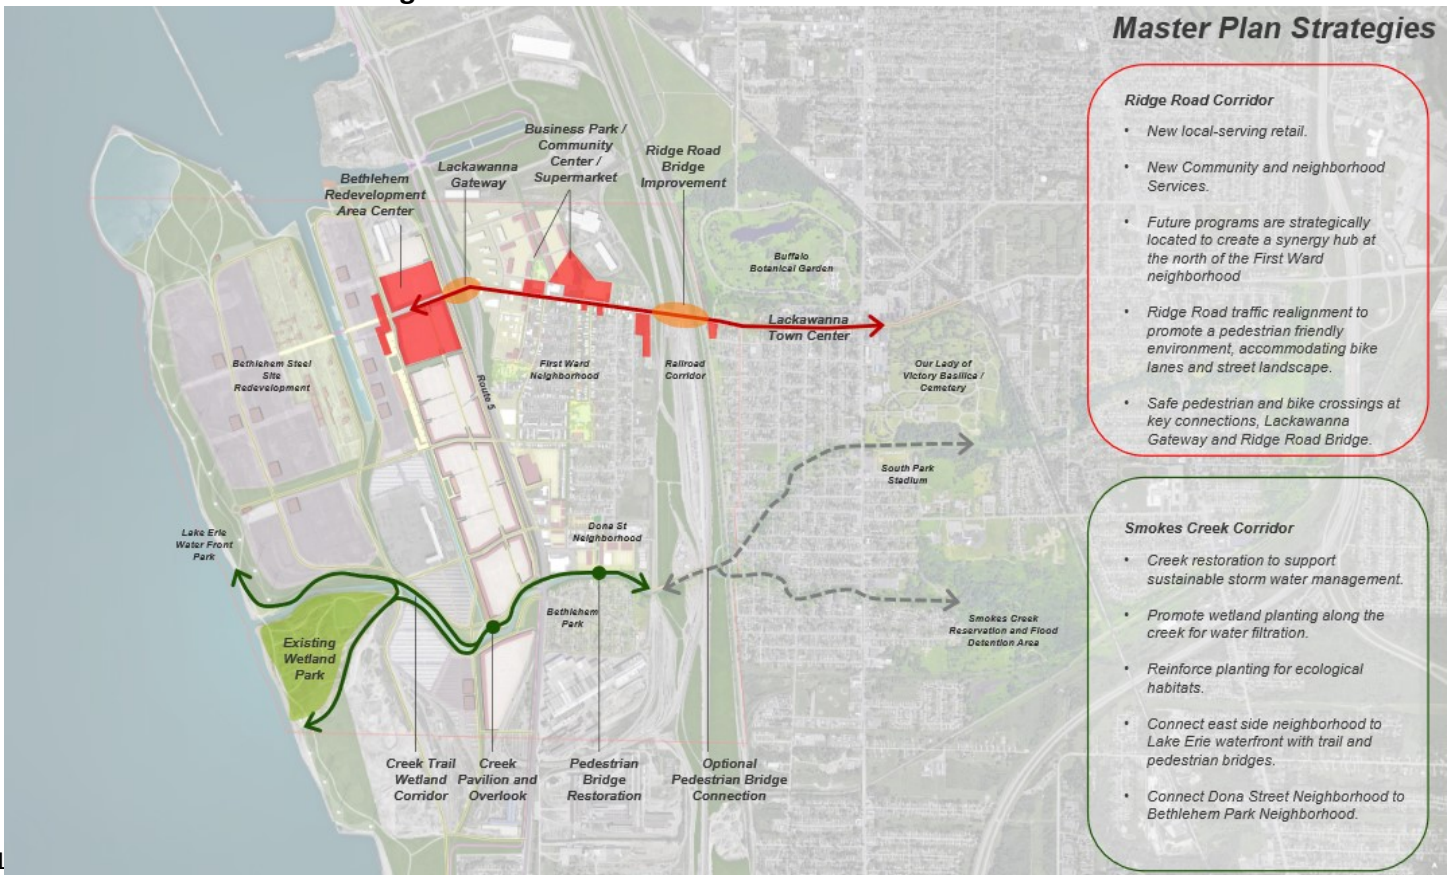 Master Plan Strategies
Ridge Road Corridor
• New local-serving retail.
• New Community and neighborhood
Services.
• Future programs are strategically
located to create a synergy hub at
the north of the First Ward
neighborhood
• Ridge Road traffic realignment to
promote a pedestrian friendly
environment, accommodating bike
lanes and street landscape.
• Safe pedestrian and bike crossings at
key connections, Lackawanna
Gateway and Ridge Road Bridge.
Smokes Creek Corridor
• Creek restoration to support
sustainable storm water management.
• Promote wetland planting along the
creek for water filtration.
• Reinforce planting for ecological
habitats.
• Connect east side neighborhood to
Lake Erie waterfront with trail and
pedestrian bridges.
• Connect Dona Street Neighborhood to
Bethlehem Park Neighborhood.
Business Park /
Community
Center /
Supermarket
Ridge Road
Bridge
Improvement
Lackawanna
Gateway
Bethlehem
Redevelopment
Area Center
Buffalo
Botanical Garden
Lackawanna
Town Center
Bethlehem Steel
Site
Redevelopment
Route 5
First Ward
Neighborhood
Railroad
Corridor
Our Lady of
Victory Basilica /
Cemetery
South Park
Stadium
Lake Erie
Water Front
Park
Dona St
Neighborhood
Bethlehem
Park
Smokes Creek
Reservation and Flood
Detention Area
Existing
Wetland
Park
Creek Trail
Wetland
Corridor
Creek
Pavilion and
Overlook
Pedestrian
Bridge
Restoration
Optional
Pedestrian Bridge
Connection